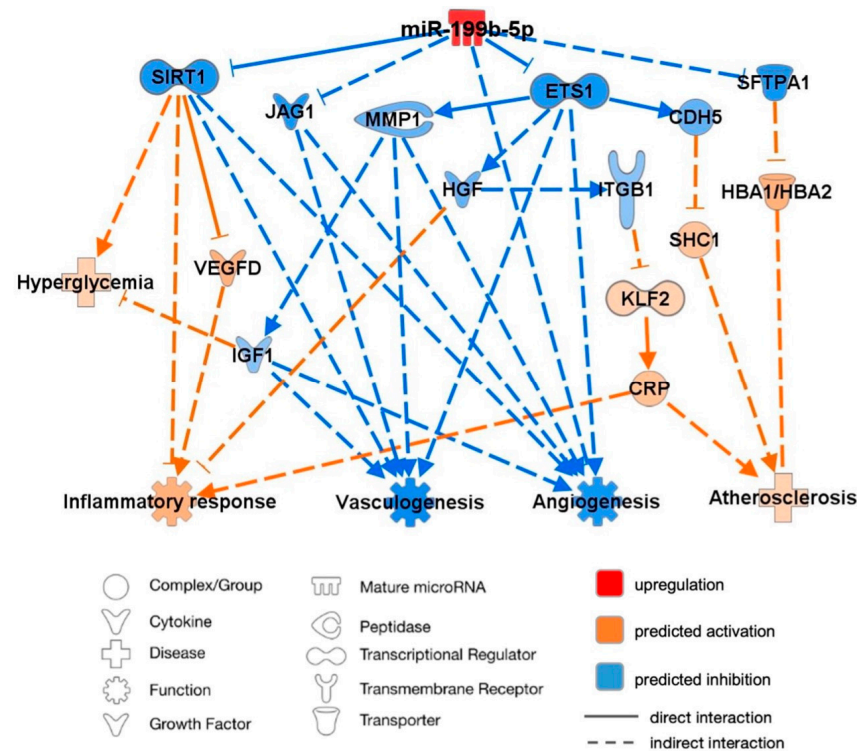 miR-199b-5p
SIRT1
ETS1
SFTPA1
JAG1
MMP1
CDH5
HGF
ITGB1
HBA1/HBA2
SHC1
VEGFD
Hyperglycemia
KLF2
IGF1
CRP
Inflammatory response
Vasculogenesis
Angiogenesis
Atherosclerosis
Complex/Group
Cytokine
Disease
Function
Growth Factor
Mature microRNA
Peptidase
Transcriptional Regulator
Transmembrane Receptor
Transporter
upregulation
predicted activation
predicted inhibition
direct interaction
indirect interaction